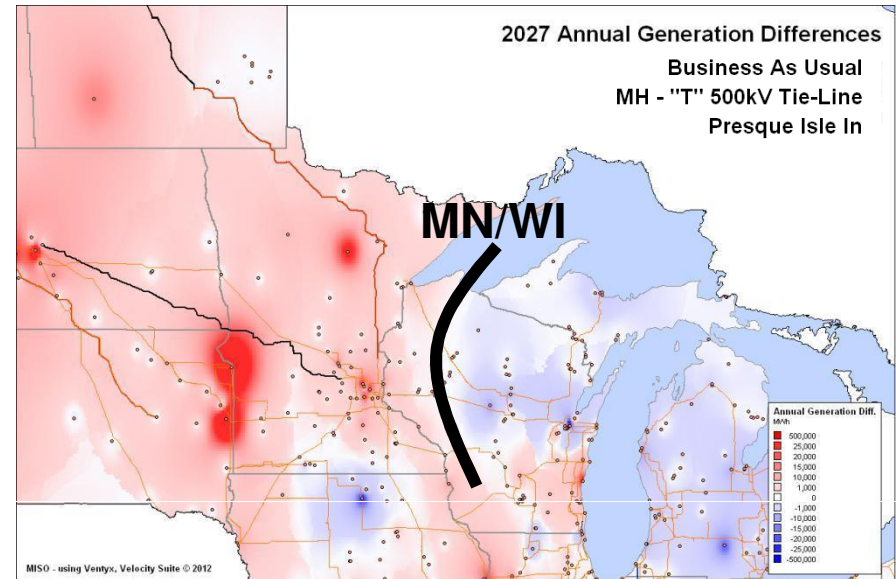 2027 Annual Generation Differences
Business As Usual
MH - "T" 500kV Tie-Line
Presque Isle In
MN/WI
Annual Generation Diff.
MWh
500,000
25,000
20,000
15,000
10,000
1,000
0
-1,000
-10,000
-15,000
-20,000
-25,000
-500,000
MISO - using Ventyx, Velocity Suite © 2012